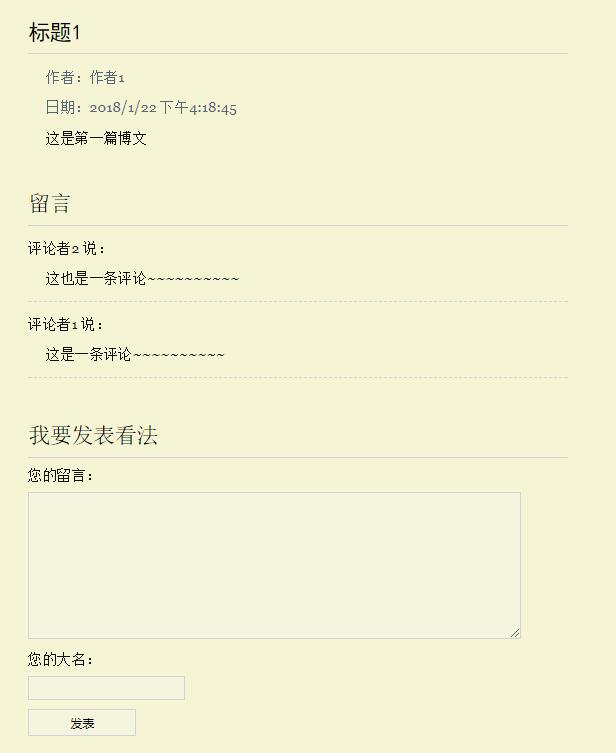 标题1
作者：作者1
日期：2018/1/22 下午4:18:45
这是第一篇博文
留言
评论者2 说：
这也是一条评论~~~~~~~~~~
评论者1 说：
这是一条评论~~~~~~~~~~
我要发表看法
您的留言：
您的大名：
发表